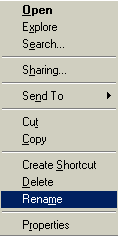 Open
Explore
Search...
Sharing...
Send To
Cut
Copy
Create Shortcut
Delete
Rename
Properties